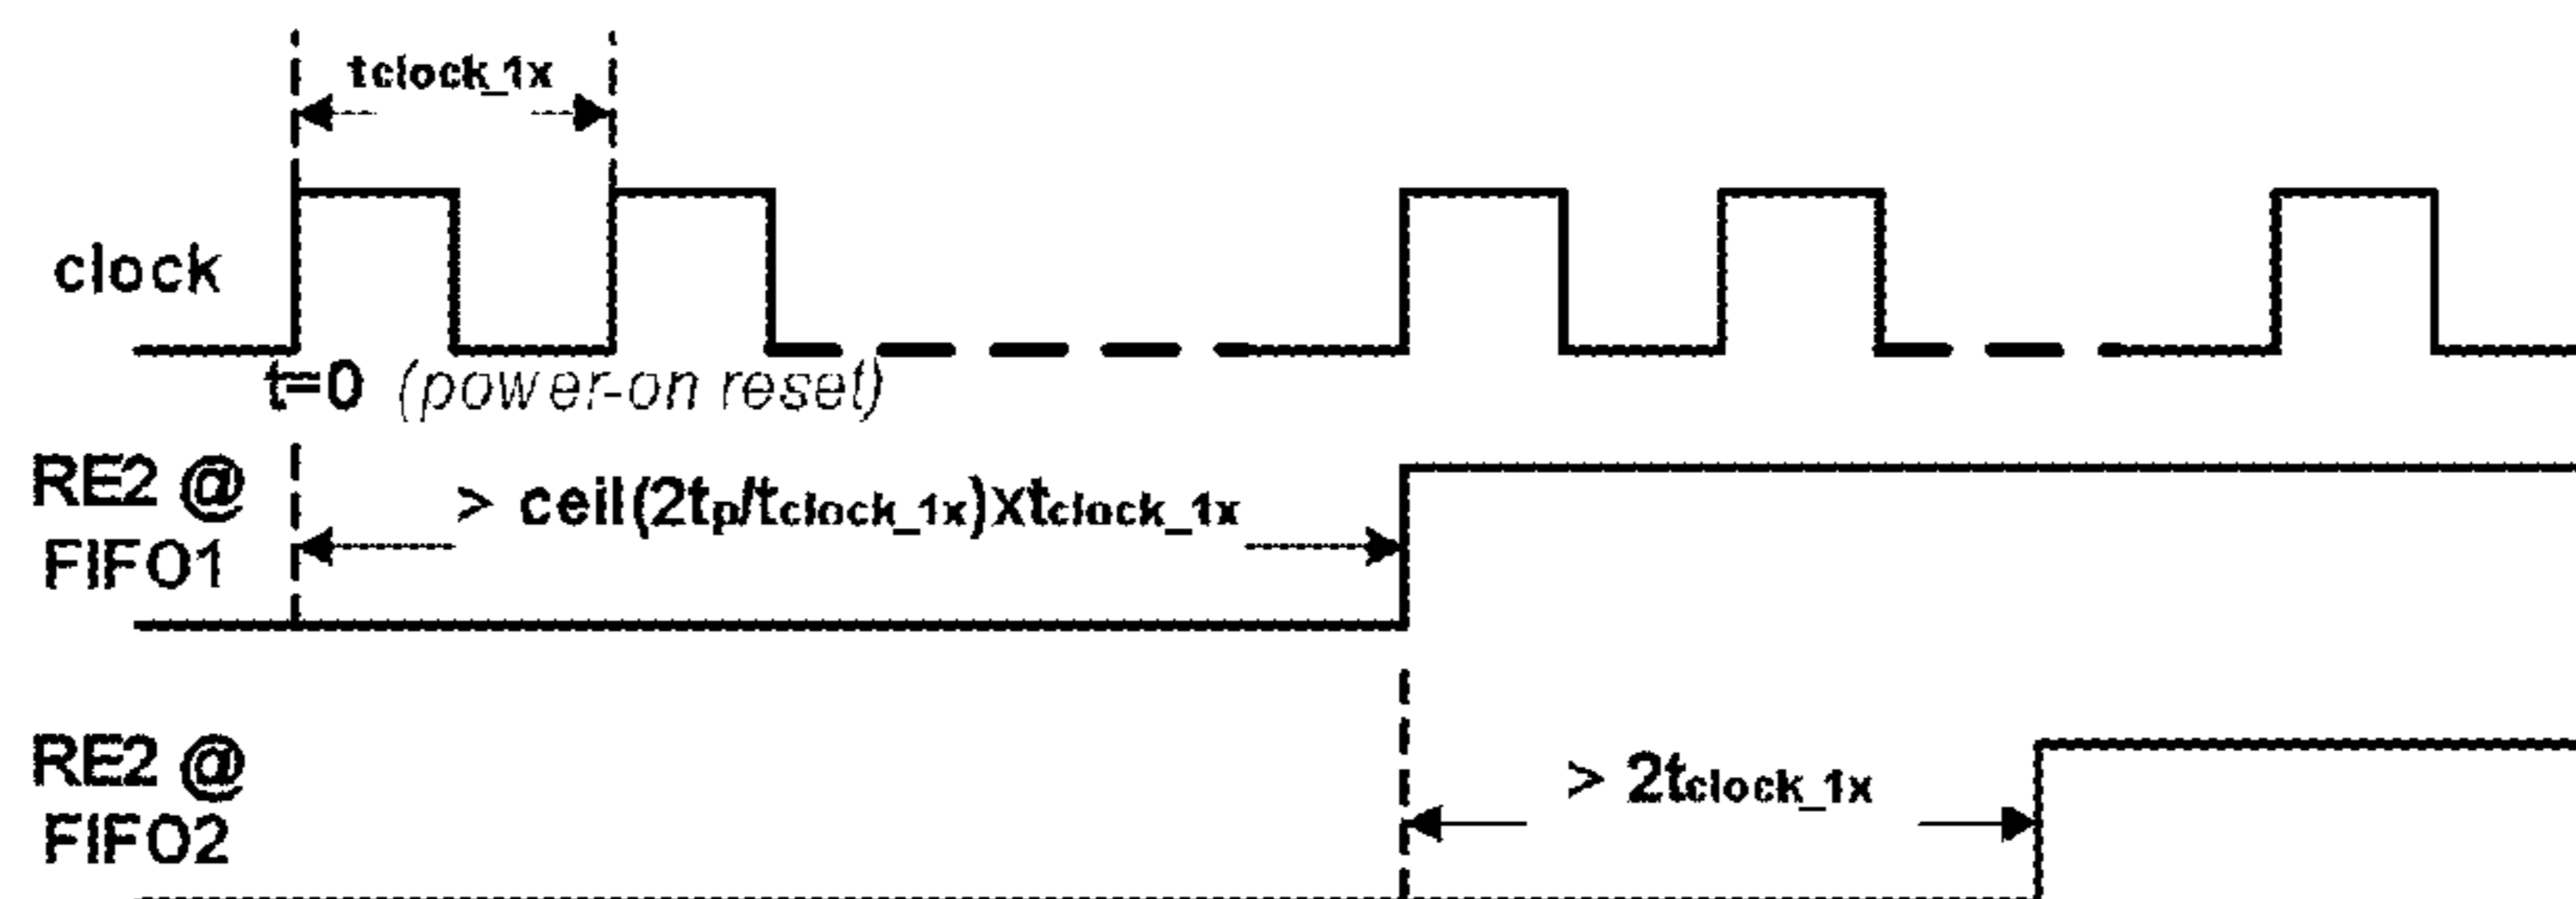 tclock_1x
clock
t=0 (power-on reset)
RE2 @
FIFO1
> ceil(2tp/tclock_1x)xtclock_1x
RE2 @
FIFO2
> 2tclock_1x